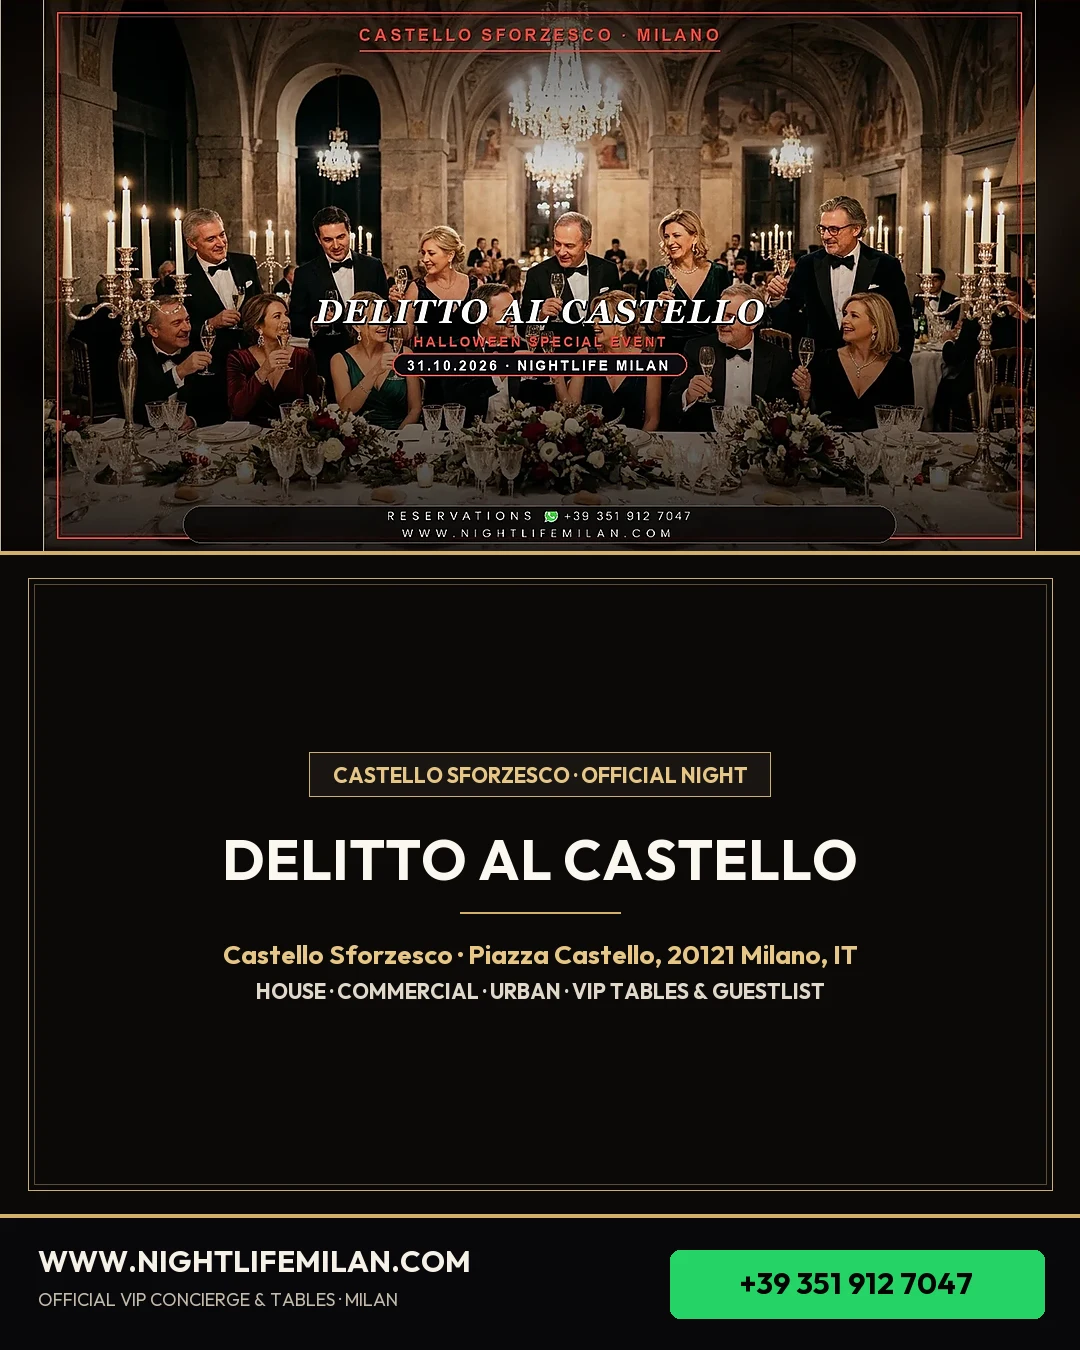 CASTELLO SFORZESCO · MILANO
DELITTO AL CASTELLO
HALLOWEEN SPECIAL EVENT
31.10.2026 · NIGHTLIFE MILAN
RESERVATIONS +39 351 912 7047
WWW.NIGHTLIFEMILAN.COM
CASTELLO SFORZESCO · OFFICIAL NIGHT
DELITTO AL CASTELLO
Castello Sforzesco · Piazza Castello, 20121 Milano, IT
HOUSE · COMMERCIAL · URBAN · VIP TABLES & GUESTLIST
WWW.NIGHTLIFEMILAN.COM
OFFICIAL VIP CONCIERGE & TABLES · MILAN
+39 351 912 7047